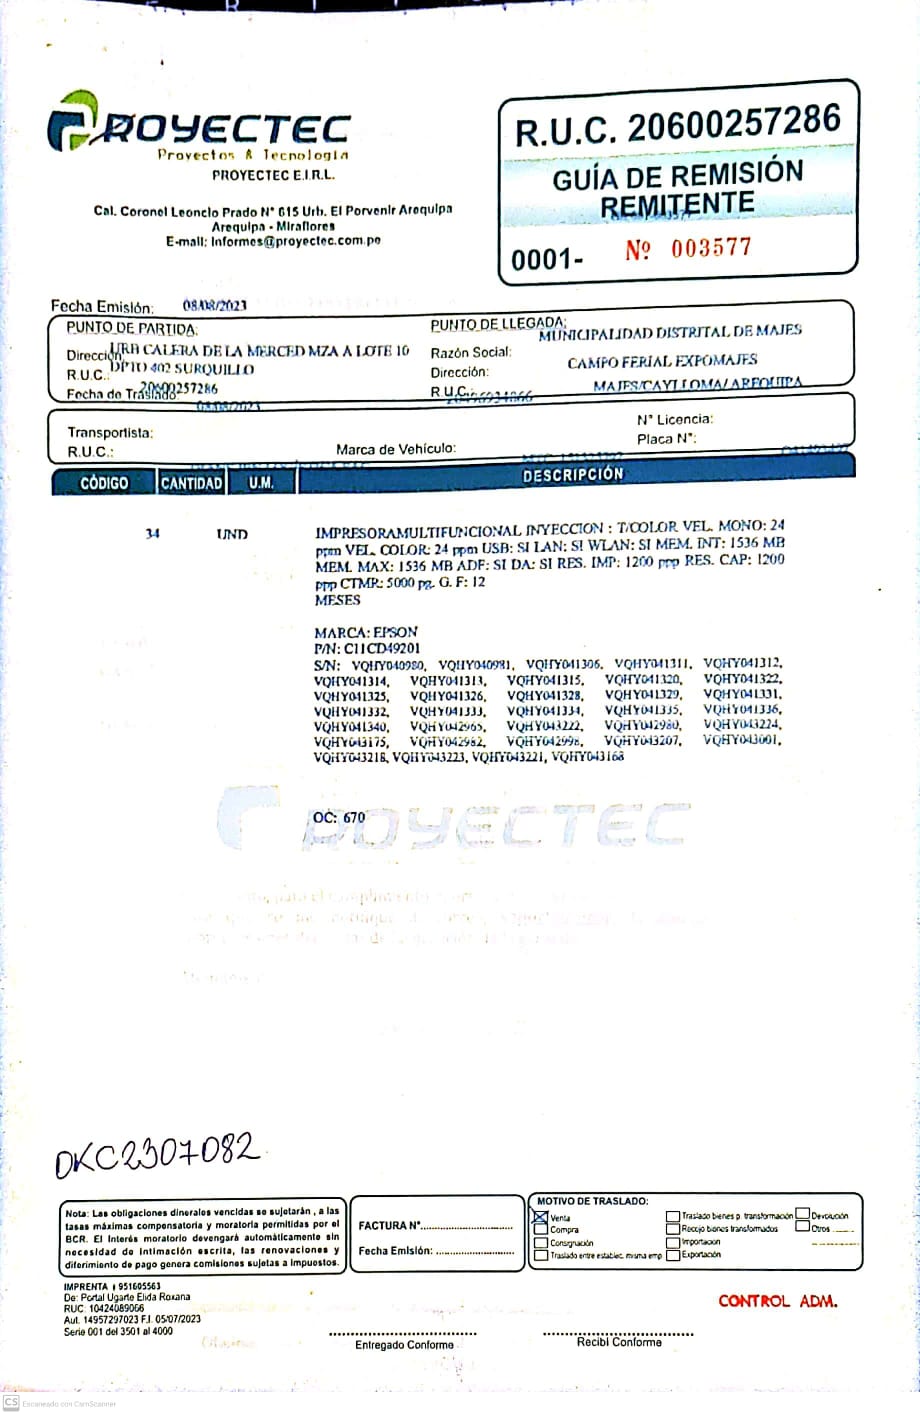 PROYECTEC
Proyectos & Tecnología
PROYECTEC E.I.R.L.
Cal. Coronel Leoncio Prado N° 615 Urb. El Porvenir Arequipa
Arequipa - Miraflores
E-mail: Informes@proyectec.com.pe
R.U.C. 20600257286
GUÍA DE REMISIÓN
REMITENTE
0001- Nº 003577
Fecha Emisión: 08/08/2023
PUNTO DE PARTIDA:
Dirección: URB CALERA DE LA MERCED MZA A LOTE 10
DPTO 402 SURQUILLO
R.U.C.: 20600257286
Fecha de Traslado: 08/08/2023
PUNTO DE LLEGADA:
Razón Social: MUNICIPALIDAD DISTRITAL DE MAJES
Dirección: CAMPO FERIAL EXPOMAJES
MAJES/CAYLLOMA/AREQUIPA
R.U.C.:
Transportista:
R.U.C.:
Marca de Vehículo:
N° Licencia:
Placa N°:
CÓDIGO CANTIDAD U.M. DESCRIPCIÓN
34 UND IMPRESORAMULTIFUNCIONAL INYECCION : T/COLOR VEL. MONO: 24
ppm VEL. COLOR: 24 ppm USB: SI LAN: SI WLAN: SI MEM. INT: 1536 MB
MEM. MAX: 1536 MB ADF: SI DA: SI RES. IMP: 1200 ppp RES. CAP: 1200
ppp CTMR: 5000 pg. G. F: 12
MESES
MARCA: EPSON
P/N: C11CD49201
S/N: VQHY040980, VQHY040981, VQHY041306, VQHY041311, VQHY041312,
VQHY041314, VQHY041313, VQHY041315, VQHY041320, VQHY041322,
VQHY041325, VQHY041326, VQHY041328, VQHY041329, VQHY041331,
VQHY041332, VQHY041333, VQHY041334, VQHY041335, VQHY041336,
VQHY041340, VQHY042965, VQHY043222, VQHY042980, VQHY043224,
VQHY043175, VQHY042982, VQHY042998, VQHY043207, VQHY043001,
VQHY043218, VQHY043223, VQHY043221, VQHY043168
OC: 670
PROYECTEC
DKC2307082
Nota: Las obligaciones dinerales vencidas se sujetarán , a las
tasas máximas compensatoria y moratoria permitidas por el
BCR. El Interés moratorio devengará automáticamente sin
necesidad de Intimación escrita, las renovaciones y
diferimiento de pago genera comisiones sujetas a Impuestos.
FACTURA N°
Fecha Emisión:
MOTIVO DE TRASLADO:
Venta
Compra
Consignación
Traslado entre establec. misma emp
Traslado bienes p. transformación
Recojo bienes transformados
Importación
Exportación
Devolución
Otros
IMPRENTA : 951605563
De: Portal Ugarte Elida Roxana
RUC: 10424089066
Aut. 14957297023 F.I. 05/07/2023
Serie 001 del 3501 al 4000
Entregado Conforme
Recibí Conforme
CONTROL ADM.
CS Escaneado con CamScanner